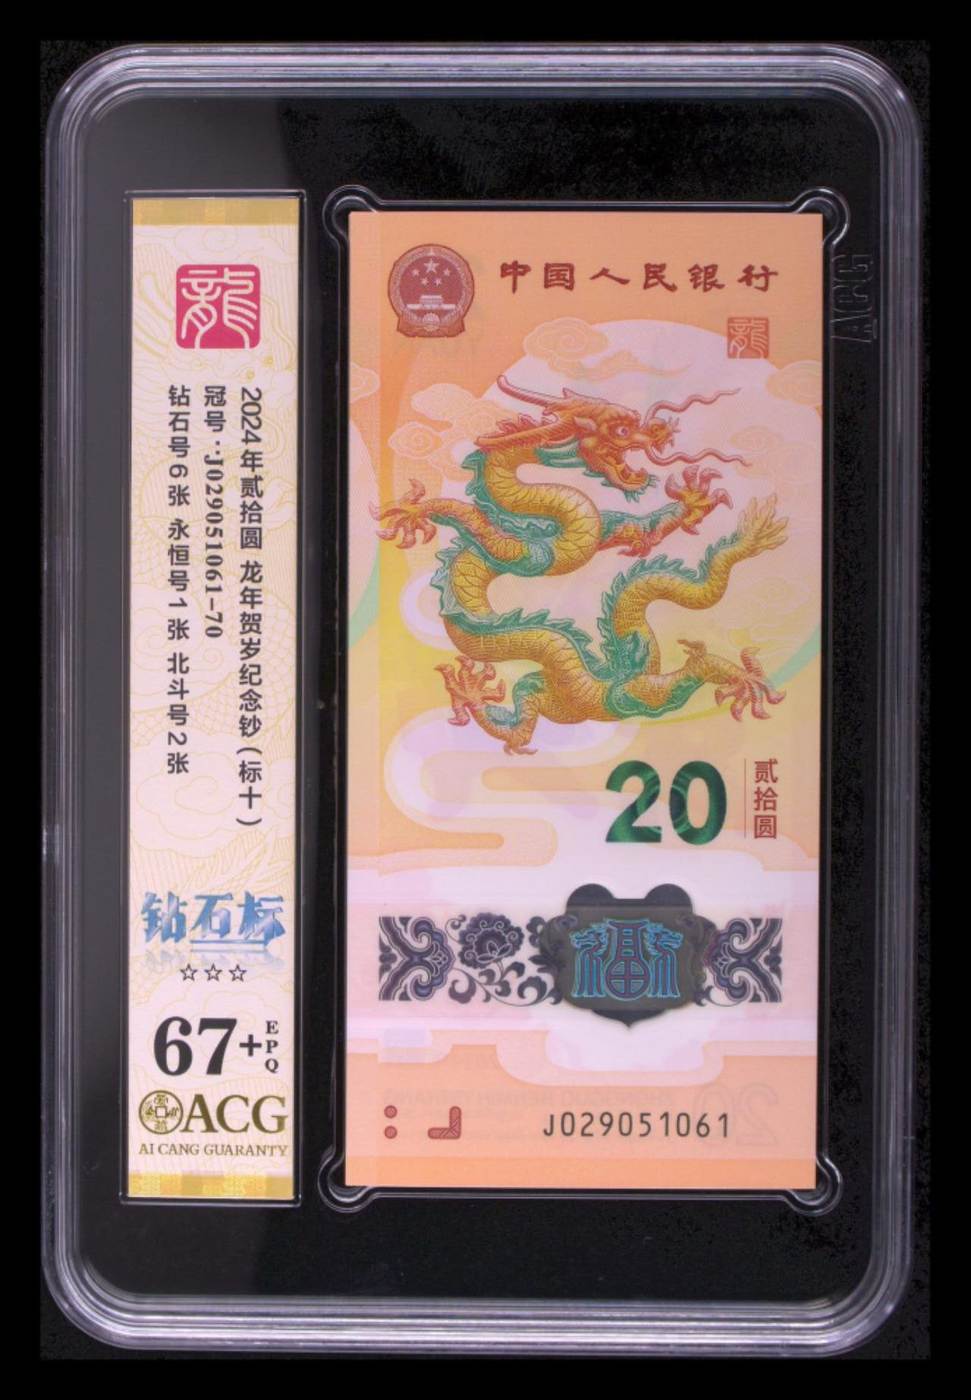 龍
2024年贰拾圆 龙年贺岁纪念钞(标十)
冠号:J029051061-70
钻石号6张 永恒号1张 北斗号2张
钻石标
☆☆☆
67+EPQ
ACG
AI CANG GUARANTY
中国人民银行
龍
20
贰拾圆
福
J029051061
ACG